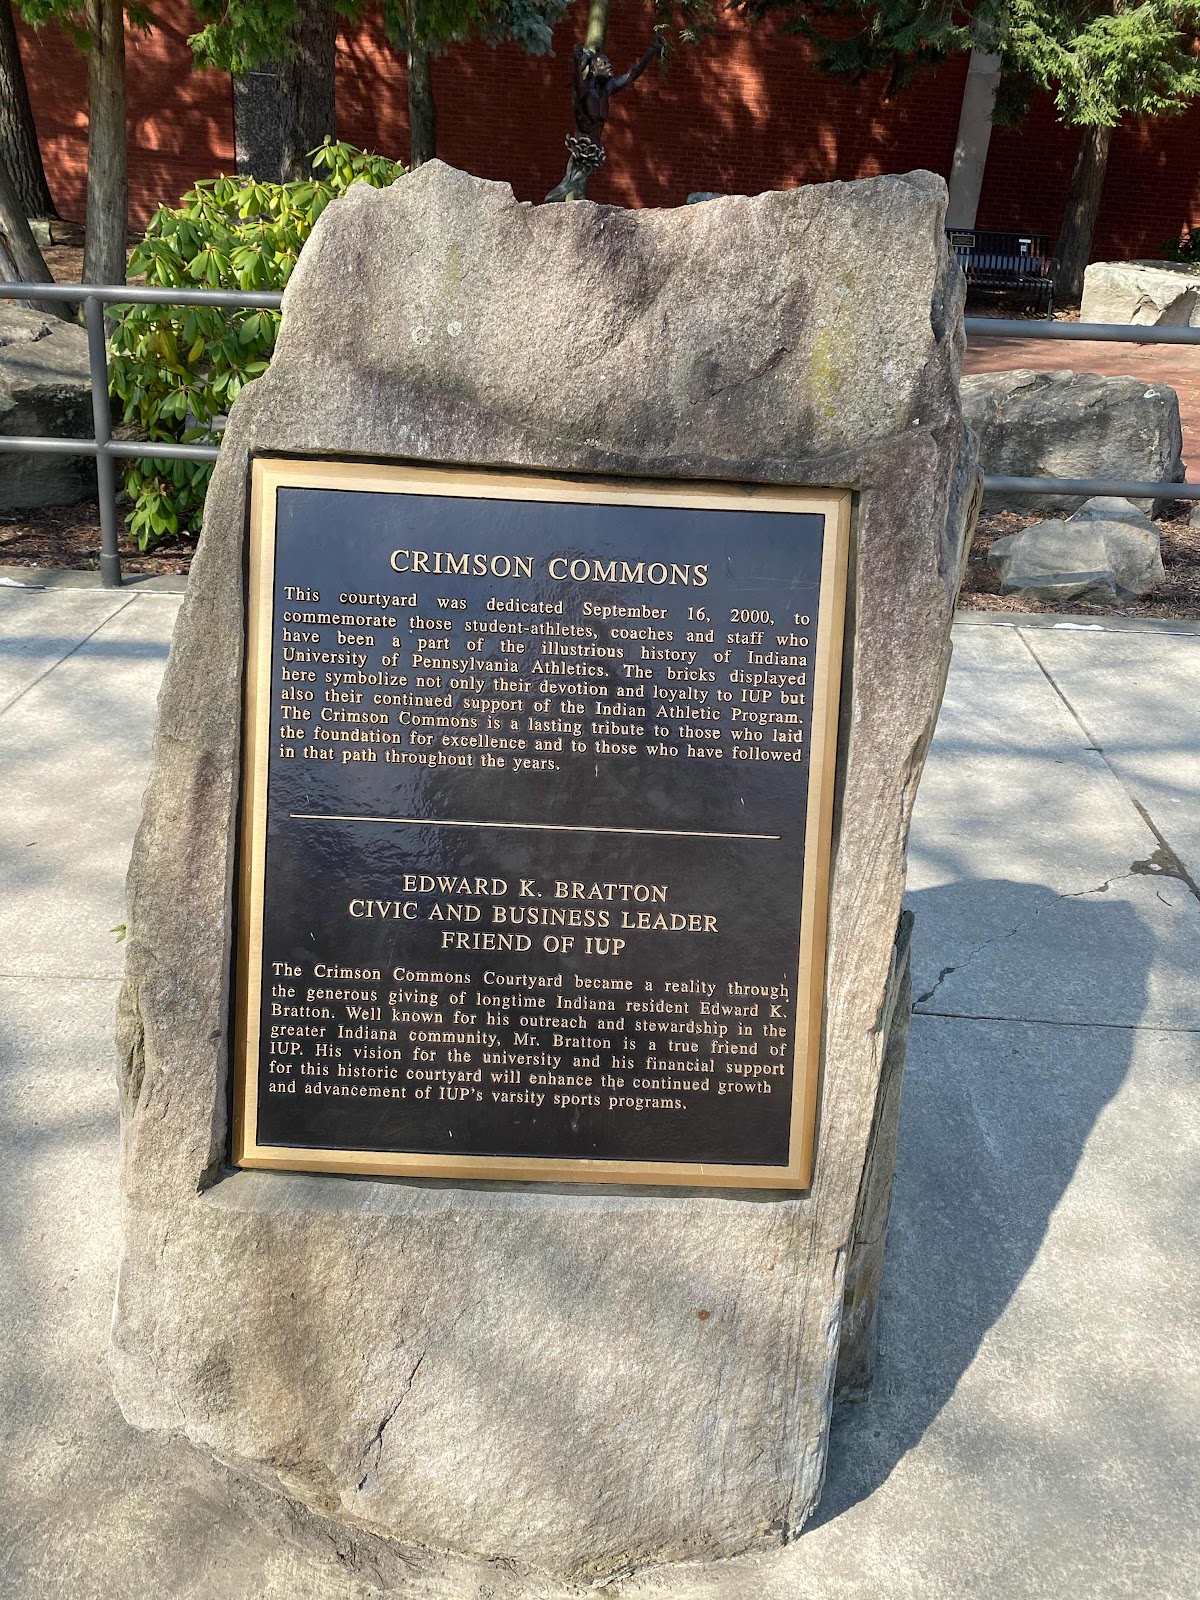 CRIMSON COMMONS
This courtyard was dedicated September 16, 2000, to
commemorate those student-athletes, coaches and staff who
have been a part of the illustrious history of Indiana
University of Pennsylvania Athletics. The bricks displayed
here symbolize not only their devotion and loyalty to IUP but
also their continued support of the Indian Athletic Program.
The Crimson Commons is a lasting tribute to those who laid
the foundation for excellence and to those who have followed
in that path throughout the years.
EDWARD K. BRATTON
CIVIC AND BUSINESS LEADER
FRIEND OF IUP
The Crimson Commons Courtyard became a reality through
the generous giving of longtime Indiana resident Edward K.
Bratton. Well known for his outreach and stewardship in the
greater Indiana community, Mr. Bratton is a true friend of
IUP. His vision for the university and his financial support
for this historic courtyard will enhance the continued growth
and advancement of IUP's varsity sports programs.